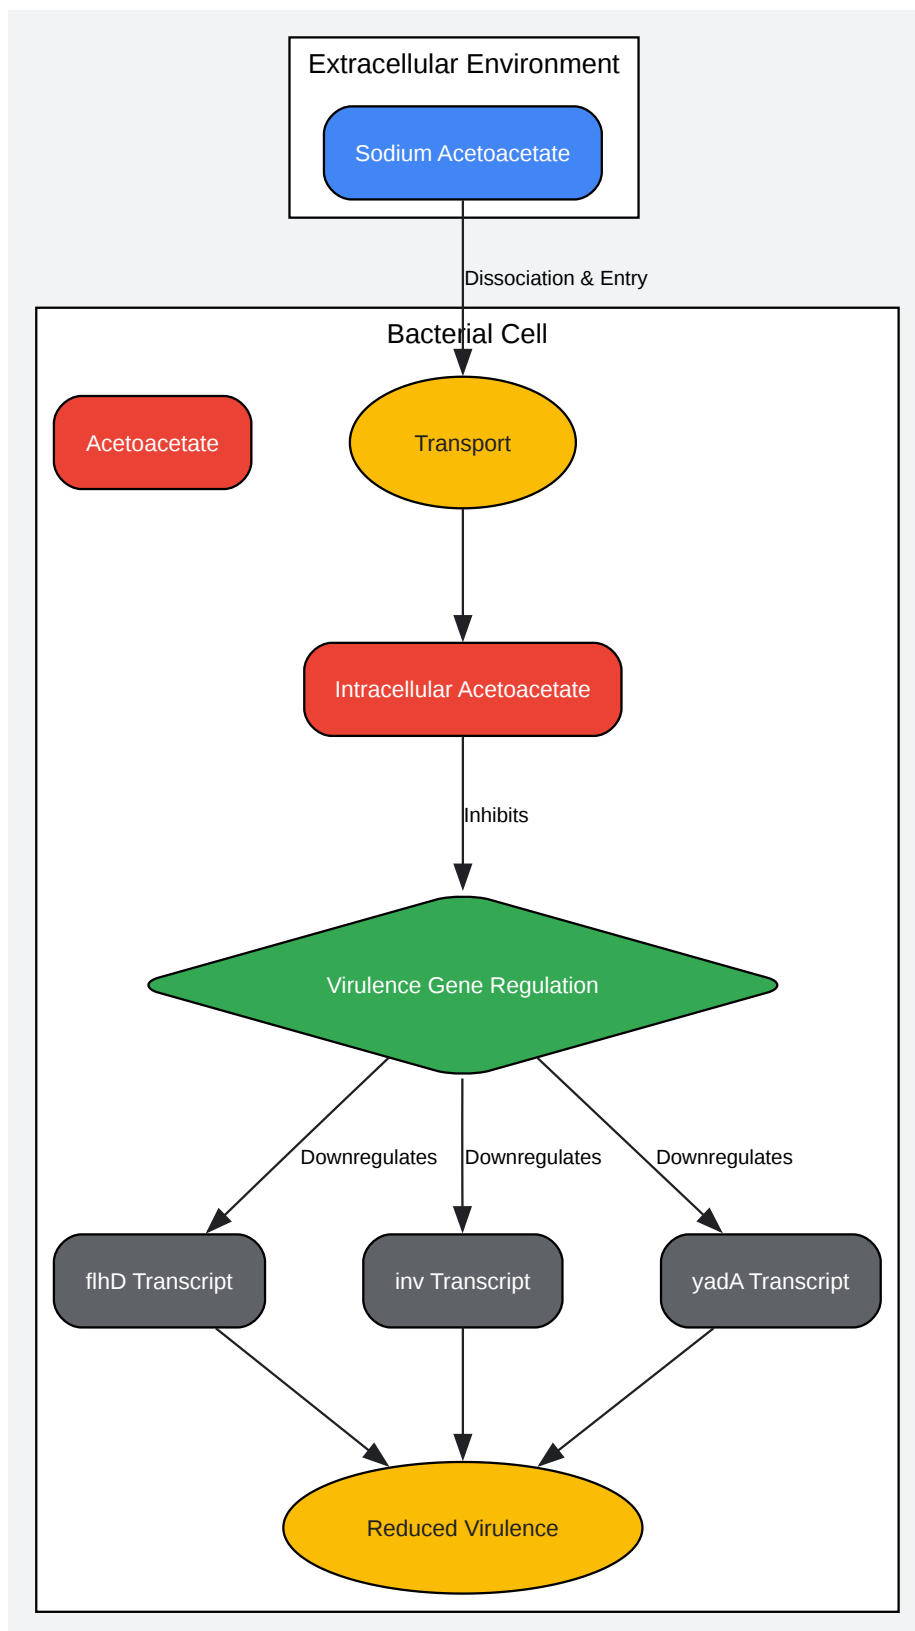 Extracellular Environment
Sodium Acetoacetate
Dissociation & Entry
Bacterial Cell
Acetoacetate
Transport
Intracellular Acetoacetate
Inhibits
Virulence Gene Regulation
Downregulates
Downregulates
Downregulates
flhD Transcript
inv Transcript
yadA Transcript
Reduced Virulence